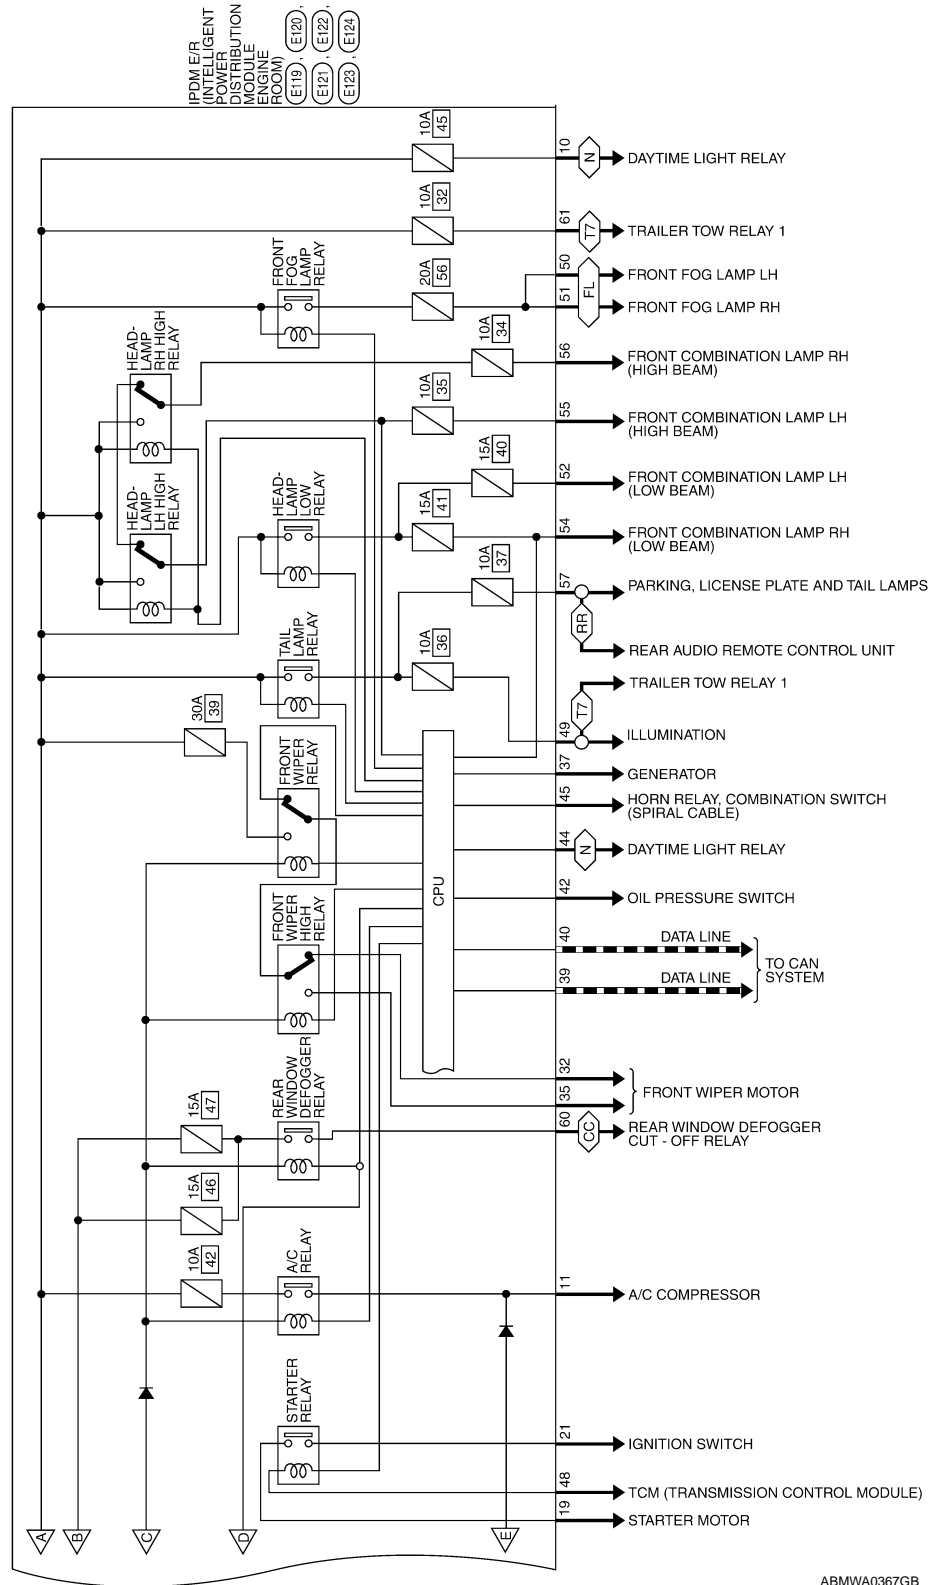 IPDM E/R
(INTELLIGENT
POWER
DISTRIBUTION
MODULE
ENGINE
ROOM)
E119 , E120 ,
E121 , E122 ,
E123 , E124
10A
45
10
N
DAYTIME LIGHT RELAY
10A
32
61
T7
TRAILER TOW RELAY 1
FRONT
FOG
LAMP
RELAY
20A
56
50
51
FL
FRONT FOG LAMP LH
FRONT FOG LAMP RH
HEAD-
LAMP
RH HIGH
RELAY
10A
34
56
FRONT COMBINATION LAMP RH
(HIGH BEAM)
10A
35
55
FRONT COMBINATION LAMP LH
(HIGH BEAM)
HEAD-
LAMP
LH HIGH
RELAY
HEAD-
LAMP
LOW
RELAY
15A
40
52
FRONT COMBINATION LAMP LH
(LOW BEAM)
15A
41
54
FRONT COMBINATION LAMP RH
(LOW BEAM)
10A
37
57
PARKING, LICENSE PLATE AND TAIL LAMPS
RR
REAR AUDIO REMOTE CONTROL UNIT
TAIL
LAMP
RELAY
10A
36
TRAILER TOW RELAY 1
T7
49
ILLUMINATION
30A
39
FRONT
WIPER
RELAY
37
GENERATOR
45
HORN RELAY, COMBINATION SWITCH
(SPIRAL CABLE)
44
N
DAYTIME LIGHT RELAY
CPU
42
OIL PRESSURE SWITCH
FRONT
WIPER
HIGH
RELAY
40
DATA LINE
39
DATA LINE
TO CAN
SYSTEM
32
35
FRONT WIPER MOTOR
REAR
WINDOW
DEFOGGER
RELAY
15A
47
60
CC
REAR WINDOW DEFOGGER
CUT - OFF RELAY
15A
46
10A
42
A/C
RELAY
11
A/C COMPRESSOR
STARTER
RELAY
21
IGNITION SWITCH
48
TCM (TRANSMISSION CONTROL MODULE)
19
STARTER MOTOR
A
B
C
D
E
ABMWA0367GB